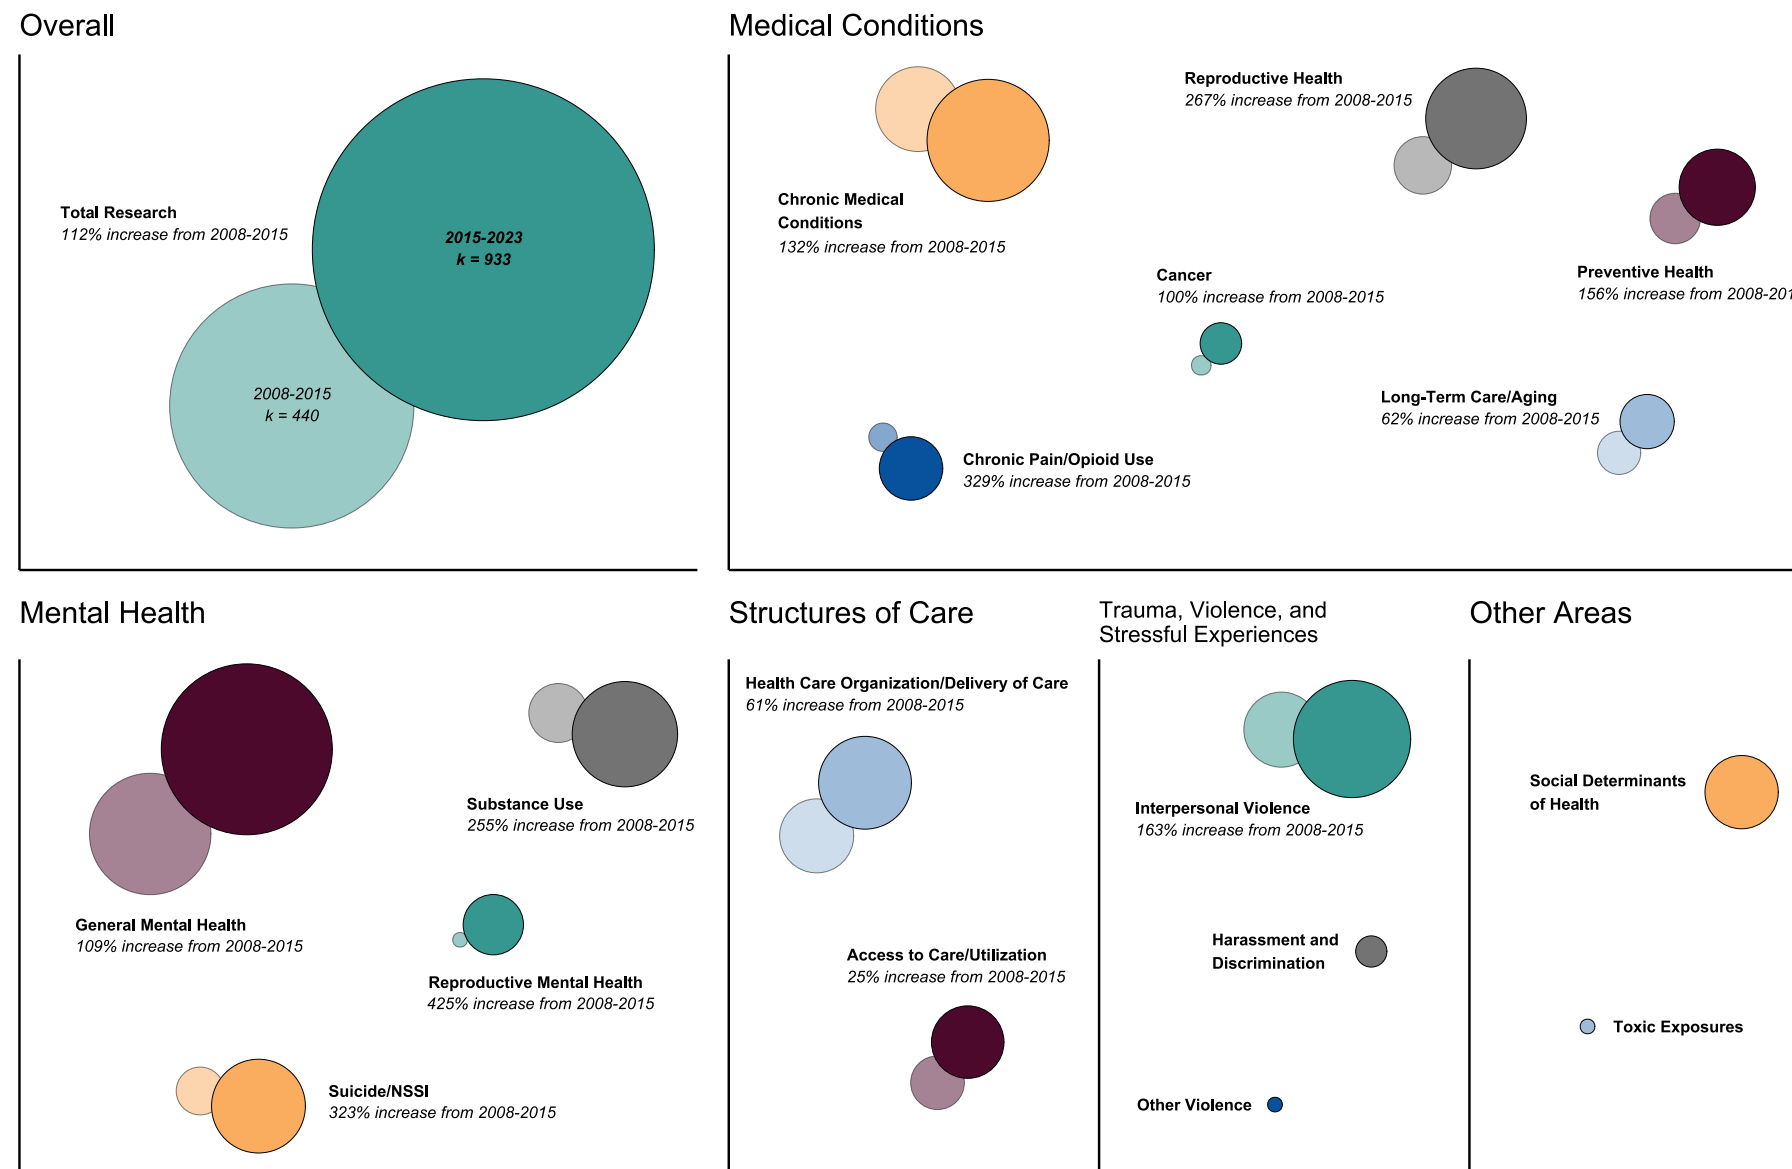 Overall
Total Research
112% increase from 2008-2015
2015-2023
k = 933
2008-2015
k = 440
Medical Conditions
Chronic Medical
Conditions
132% increase from 2008-2015
Reproductive Health
267% increase from 2008-2015
Preventive Health
156% increase from 2008-201
Cancer
100% increase from 2008-2015
Long-Term Care/Aging
62% increase from 2008-2015
Chronic Pain/Opioid Use
329% increase from 2008-2015
Mental Health
General Mental Health
109% increase from 2008-2015
Substance Use
255% increase from 2008-2015
Reproductive Mental Health
425% increase from 2008-2015
Suicide/NSSI
323% increase from 2008-2015
Structures of Care
Health Care Organization/Delivery of Care
61% increase from 2008-2015
Access to Care/Utilization
25% increase from 2008-2015
Trauma, Violence, and
Stressful Experiences
Interpersonal Violence
163% increase from 2008-2015
Harassment and
Discrimination
Other Violence
Other Areas
Social Determinants
of Health
Toxic Exposures